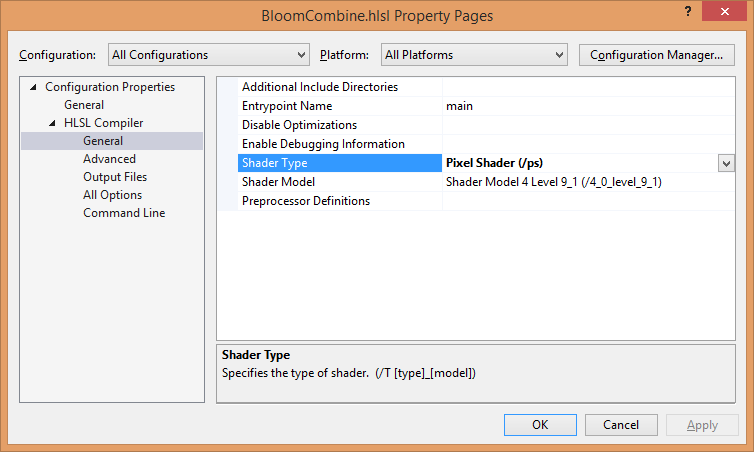 BloomCombine.hlsl Property Pages
? ×
Configuration: All Configurations Platform: All Platforms Configuration Manager...
Configuration Properties
General
HLSL Compiler
General
Advanced
Output Files
All Options
Command Line
Additional Include Directories
Entrypoint Name main
Disable Optimizations
Enable Debugging Information
Shader Type Pixel Shader (/ps)
Shader Model Shader Model 4 Level 9_1 (/4_0_level_9_1)
Preprocessor Definitions
Shader Type
Specifies the type of shader. (/T [type]_[model])
OK Cancel Apply